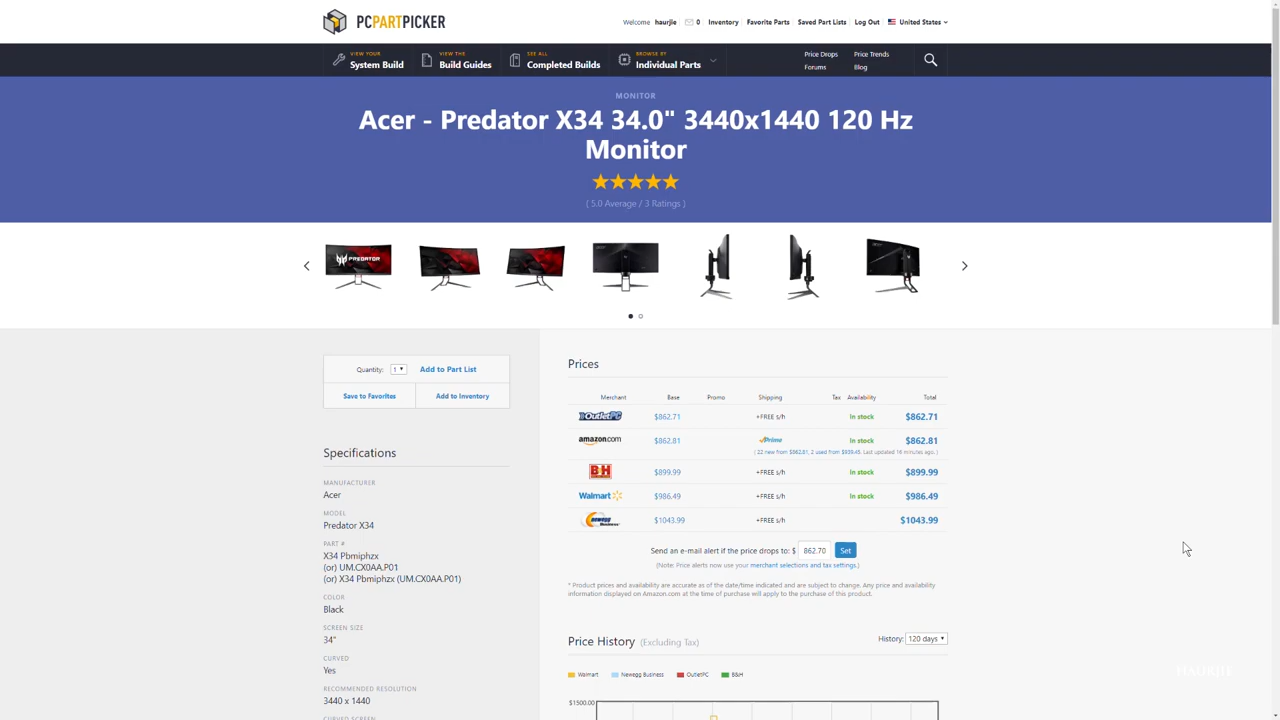 PCPARTPICKER
Welcome haurjie 0 Inventory Favorite Parts Saved Part Lists Log Out United States
VIEW YOUR
System Build
VIEW THE
Build Guides
SEE ALL
Completed Builds
BROWSE BY
Individual Parts
Price Drops Price Trends
Forums Blog
MONITOR
Acer - Predator X34 34.0" 3440x1440 120 Hz
Monitor
( 5.0 Average / 3 Ratings )
PREDATOR
Quantity: 1 Add to Part List
Save to Favorites Add to Inventory
Specifications
MANUFACTURER
Acer
MODEL
Predator X34
PART #
X34 Pbmiphzx
(or) UM.CX0AA.P01
(or) X34 Pbmiphzx (UM.CX0AA.P01)
COLOR
Black
SCREEN SIZE
34"
CURVED
Yes
RECOMMENDED RESOLUTION
3440 x 1440
CURVED SCREEN
Prices
Merchant Base Promo Shipping Tax Availability Total
OutletPC $862.71 +FREE s/h In stock $862.71
amazon.com $862.81 Prime In stock $862.81
( 22 new from $862.81, 2 used from $809.45. Last updated 16 minutes ago. )
B&H $899.99 +FREE s/h In stock $899.99
Walmart $986.49 +FREE s/h In stock $986.49
newegg Business $1043.99 +FREE s/h $1043.99
Send an e-mail alert if the price drops to: $ 862.70 Set
(Note: Price alerts now use your merchant selections and tax settings.)
* Product prices and availability are accurate as of the date/time indicated and are subject to change. Any price and availability
information displayed on Amazon.com at the time of purchase will apply to the purchase of this product.
Price History (Excluding Tax) History: 120 days
Walmart Newegg Business OutletPC B&H
$1500.00
HAORJIE